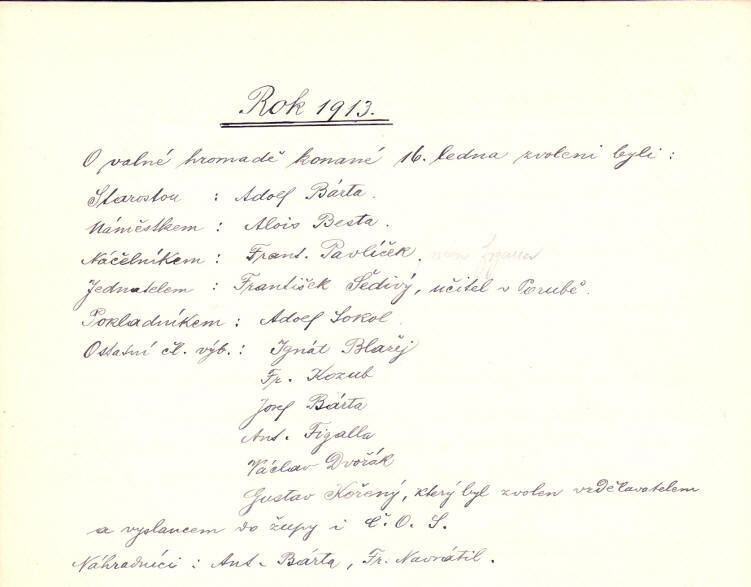 Rok 1913.
O valné hromadě konané 16. ledna zvoleni byli :
Starostou : Adolf Bárta.
Náměstkem : Alois Besta.
Náčelníkem : Frant. Pavlíček.
Jednatelem : František Šedivý, učitel v Porubě.
Pokladníkem : Adolf Sokol.
Ostatní čl. výb. : Ignát Blažej
Fr. Kozub
Josef Bárta
Ant. Figalla
Václav Dvořák
Gustav Kořený, který byl zvolen vzdělavatelem
a vyslancem do župy i Č. O. S.
Náhradníci : Ant. Bárta, Fr. Navrátil.